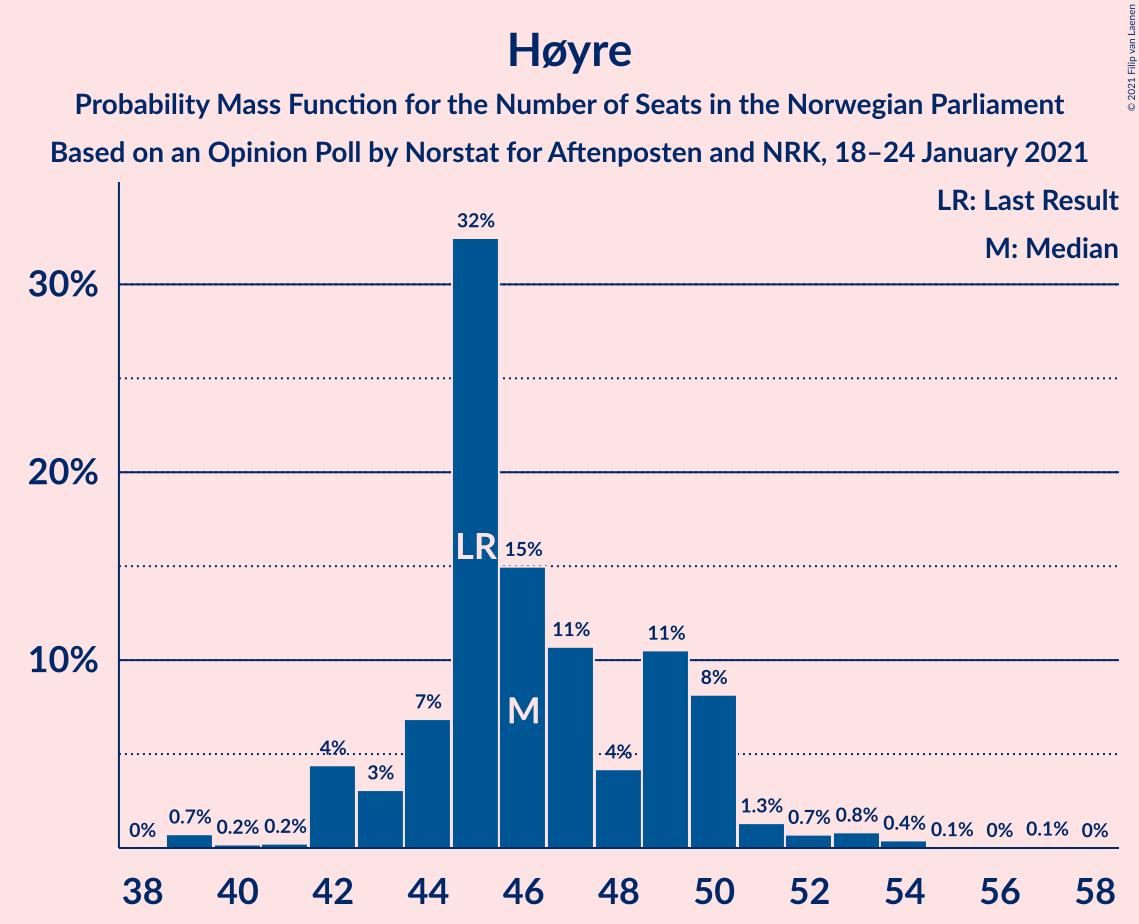 Høyre
Probability Mass Function for the Number of Seats in the Norwegian Parliament
Based on an Opinion Poll by Norstat for Aftenposten and NRK, 18–24 January 2021
© 2021 Filip van Laenen
LR: Last Result
M: Median
30%
20%
10%
0%
0.7%
0.2%
0.2%
4%
3%
7%
32%
LR
15%
M
11%
4%
11%
8%
1.3%
0.7%
0.8%
0.4%
0.1%
0%
0.1%
0%
38 40 42 44 46 48 50 52 54 56 58